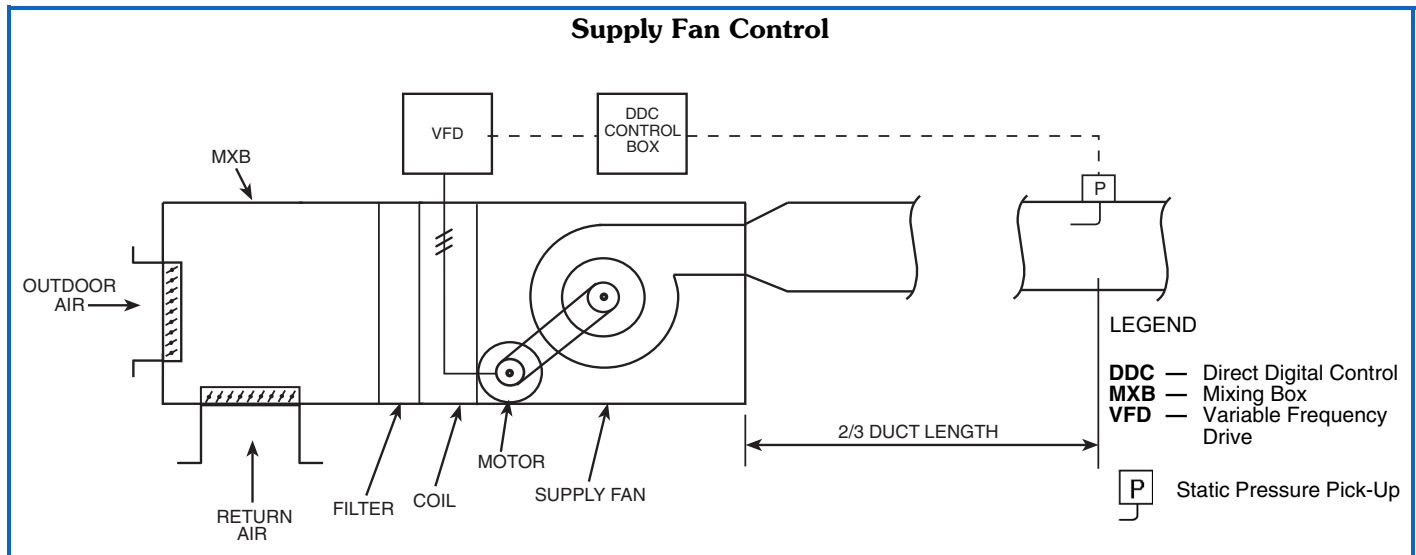 Supply Fan Control
VFD
DDC
CONTROL
BOX
MXB
P
OUTDOOR
AIR
LEGEND
DDC — Direct Digital Control
MXB — Mixing Box
VFD — Variable Frequency
Drive
2/3 DUCT LENGTH
MOTOR
SUPPLY FAN
COIL
FILTER
RETURN
AIR
P Static Pressure Pick-Up